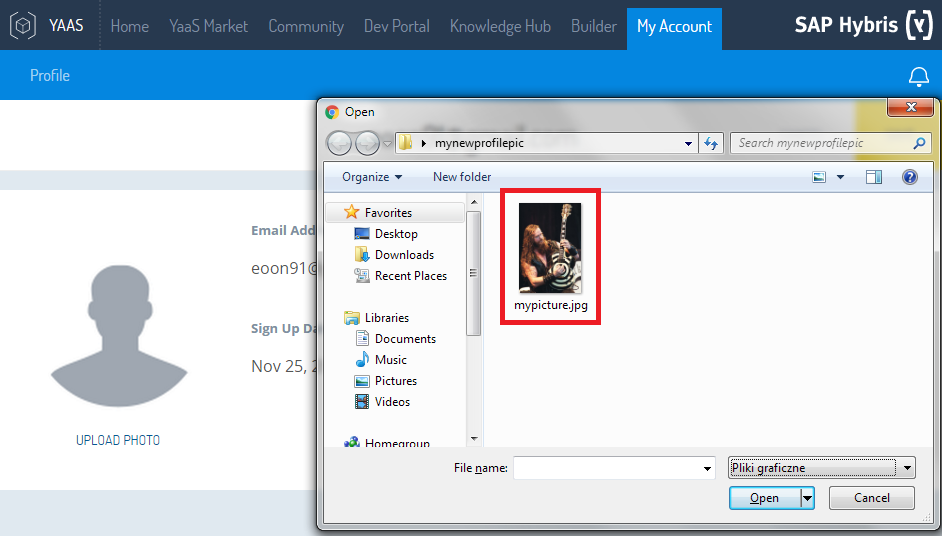 YAAS Home YaaS Market Community Dev Portal Knowledge Hub Builder My Account SAP Hybris (Y)
Profile
Open
mynewprofilepic Search mynewprofilepic
Organize New folder
Favorites
Desktop
Downloads
Recent Places
Libraries
Documents
Music
Pictures
Videos
Homegroup
mypicture.jpg
Email Add
eoon91@
Sign Up Da
Nov 25, 2
UPLOAD PHOTO
File name: Pliki graficzne
Open Cancel